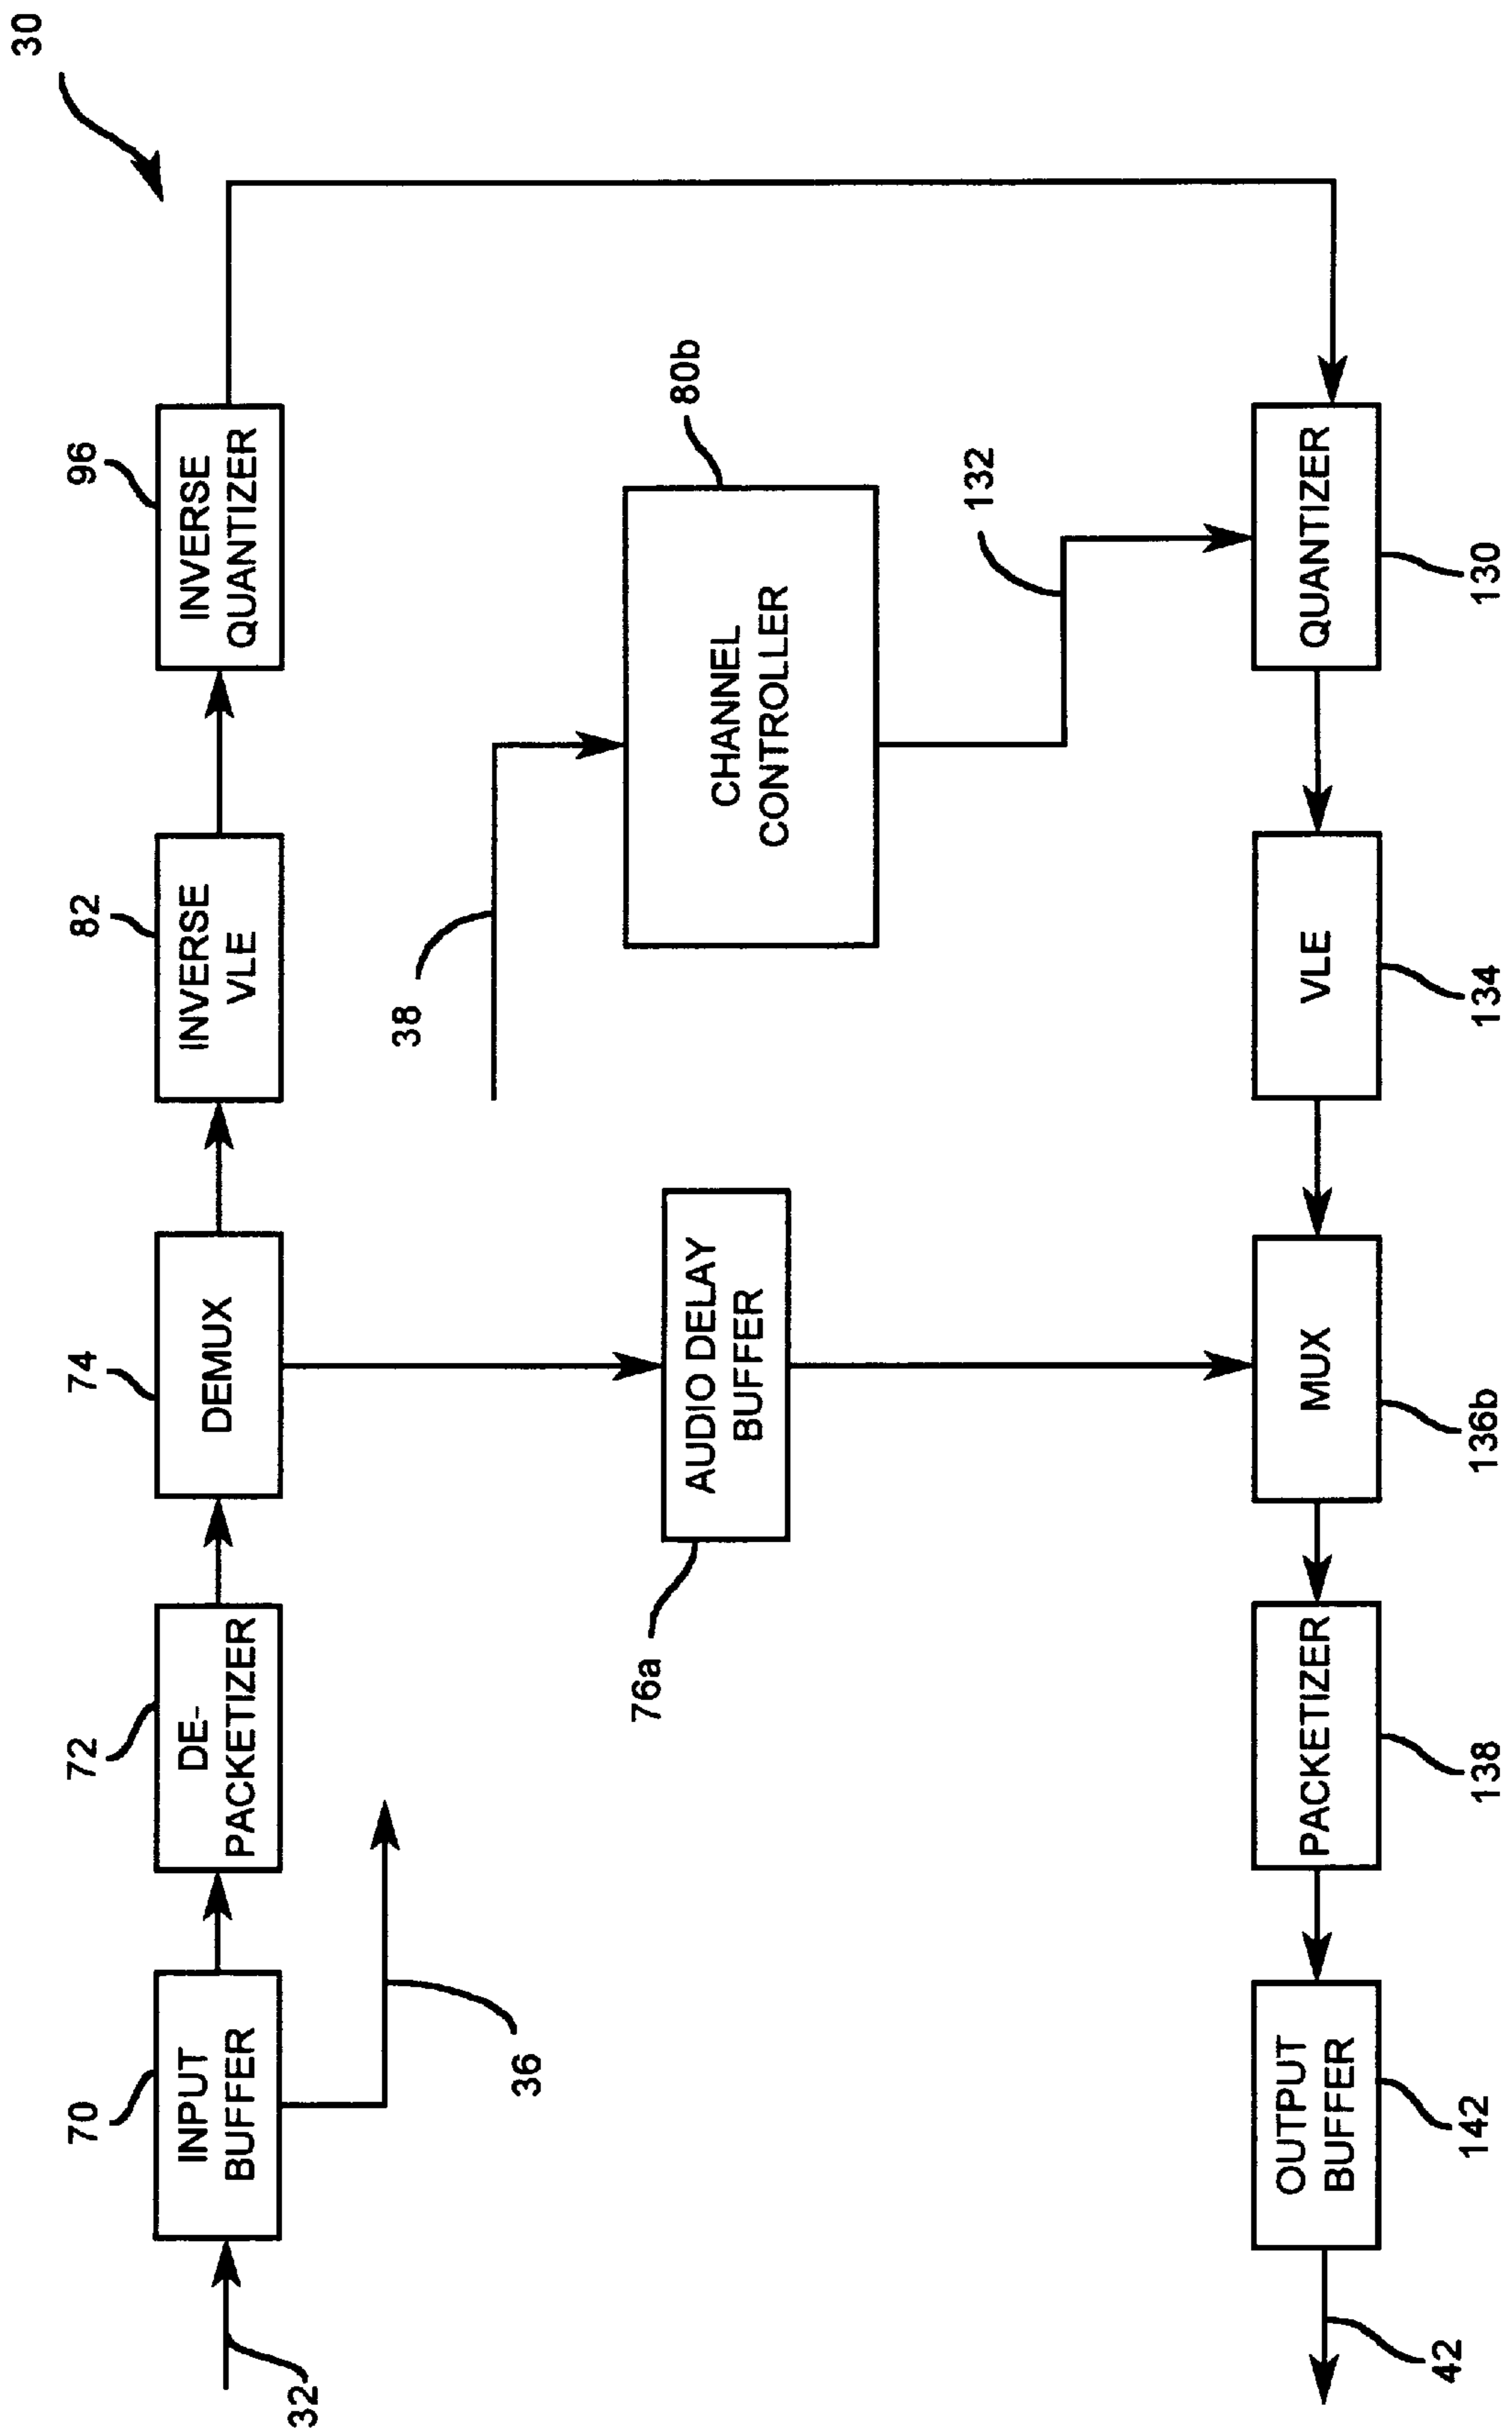 30
70
72
74
82
96
INPUT
BUFFER
DE-
PACKETIZER
DEMUX
INVERSE
VLE
INVERSE
QUANTIZER
32
36
38
80b
CHANNEL
CONTROLLER
76a
AUDIO DELAY
BUFFER
132
OUTPUT
BUFFER
PACKETIZER
MUX
VLE
QUANTIZER
42
142
138
136b
134
130